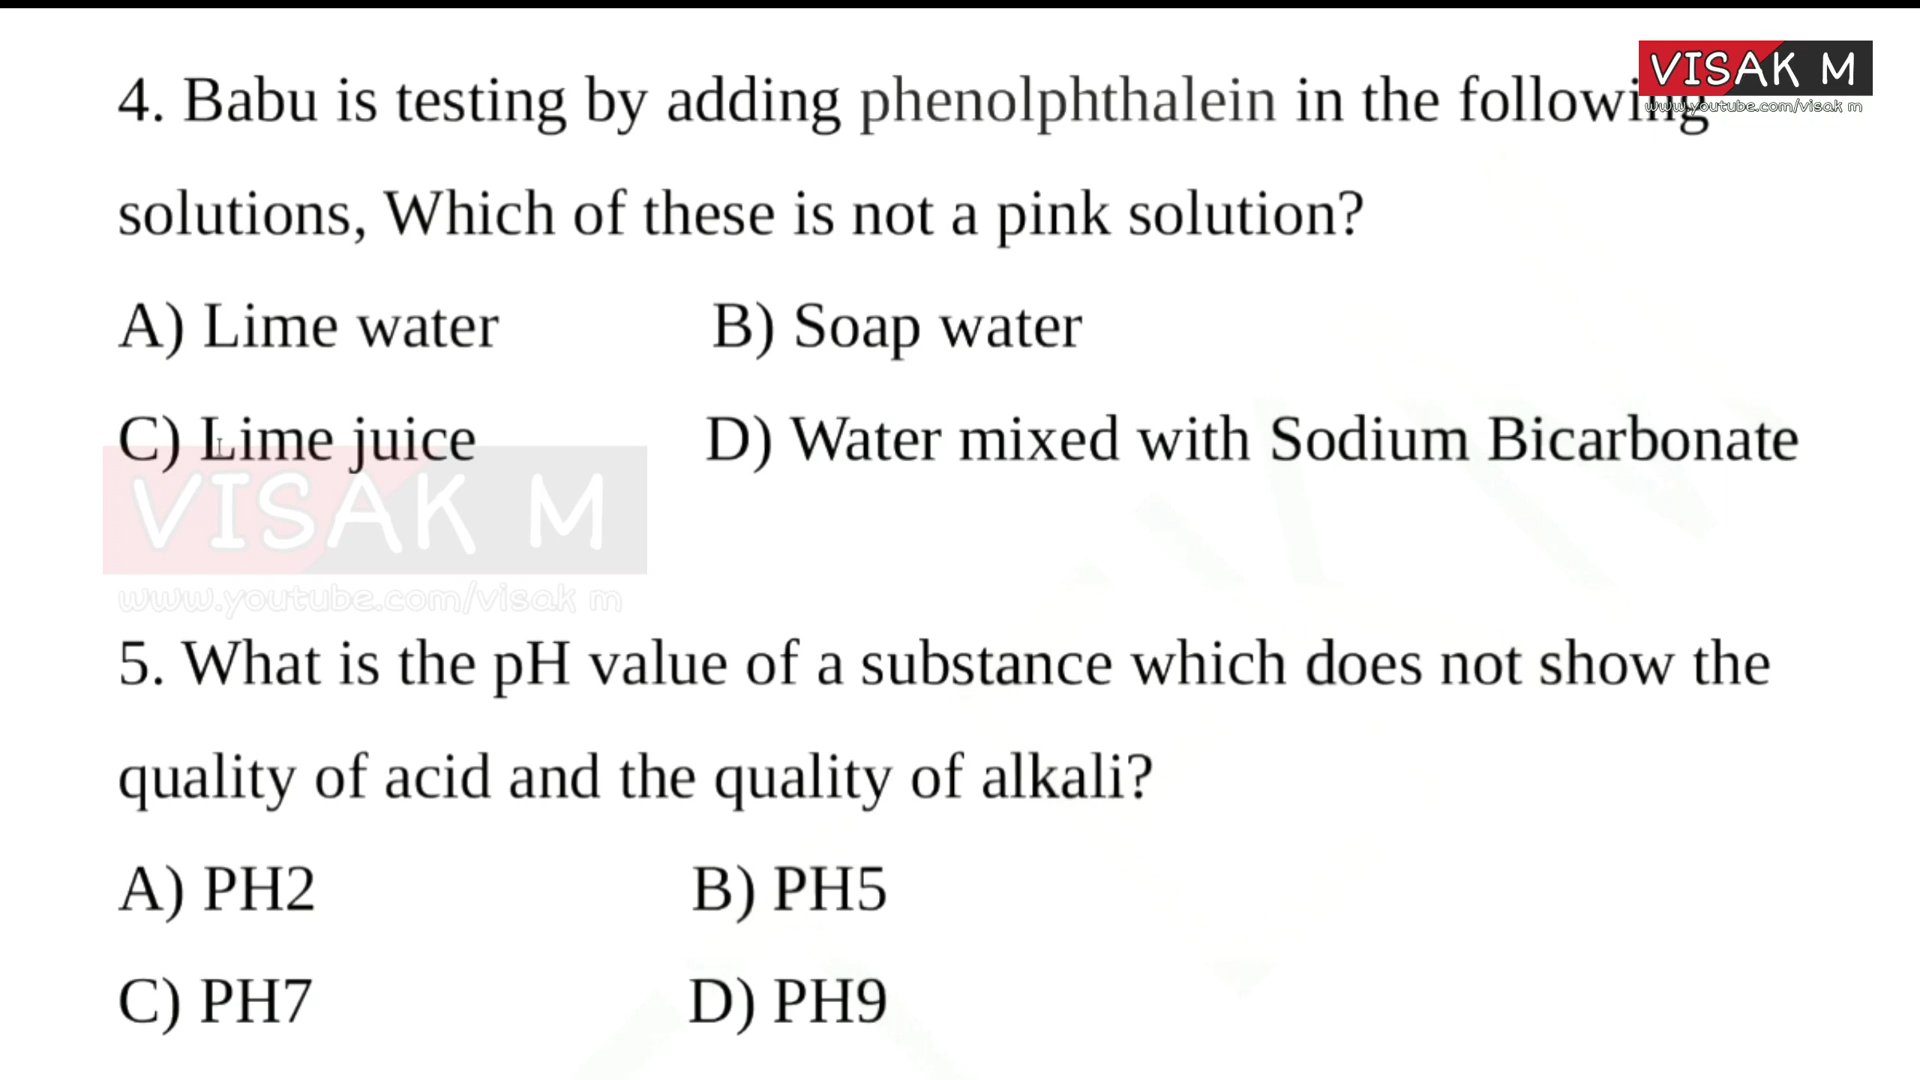 VISAK M
www.youtube.com/visak m
4. Babu is testing by adding phenolphthalein in the following
solutions, Which of these is not a pink solution?
A) Lime water B) Soap water
C) Lime juice D) Water mixed with Sodium Bicarbonate
VISAK M
www.youtube.com/visak m
5. What is the pH value of a substance which does not show the
quality of acid and the quality of alkali?
A) PH2 B) PH5
C) PH7 D) PH9